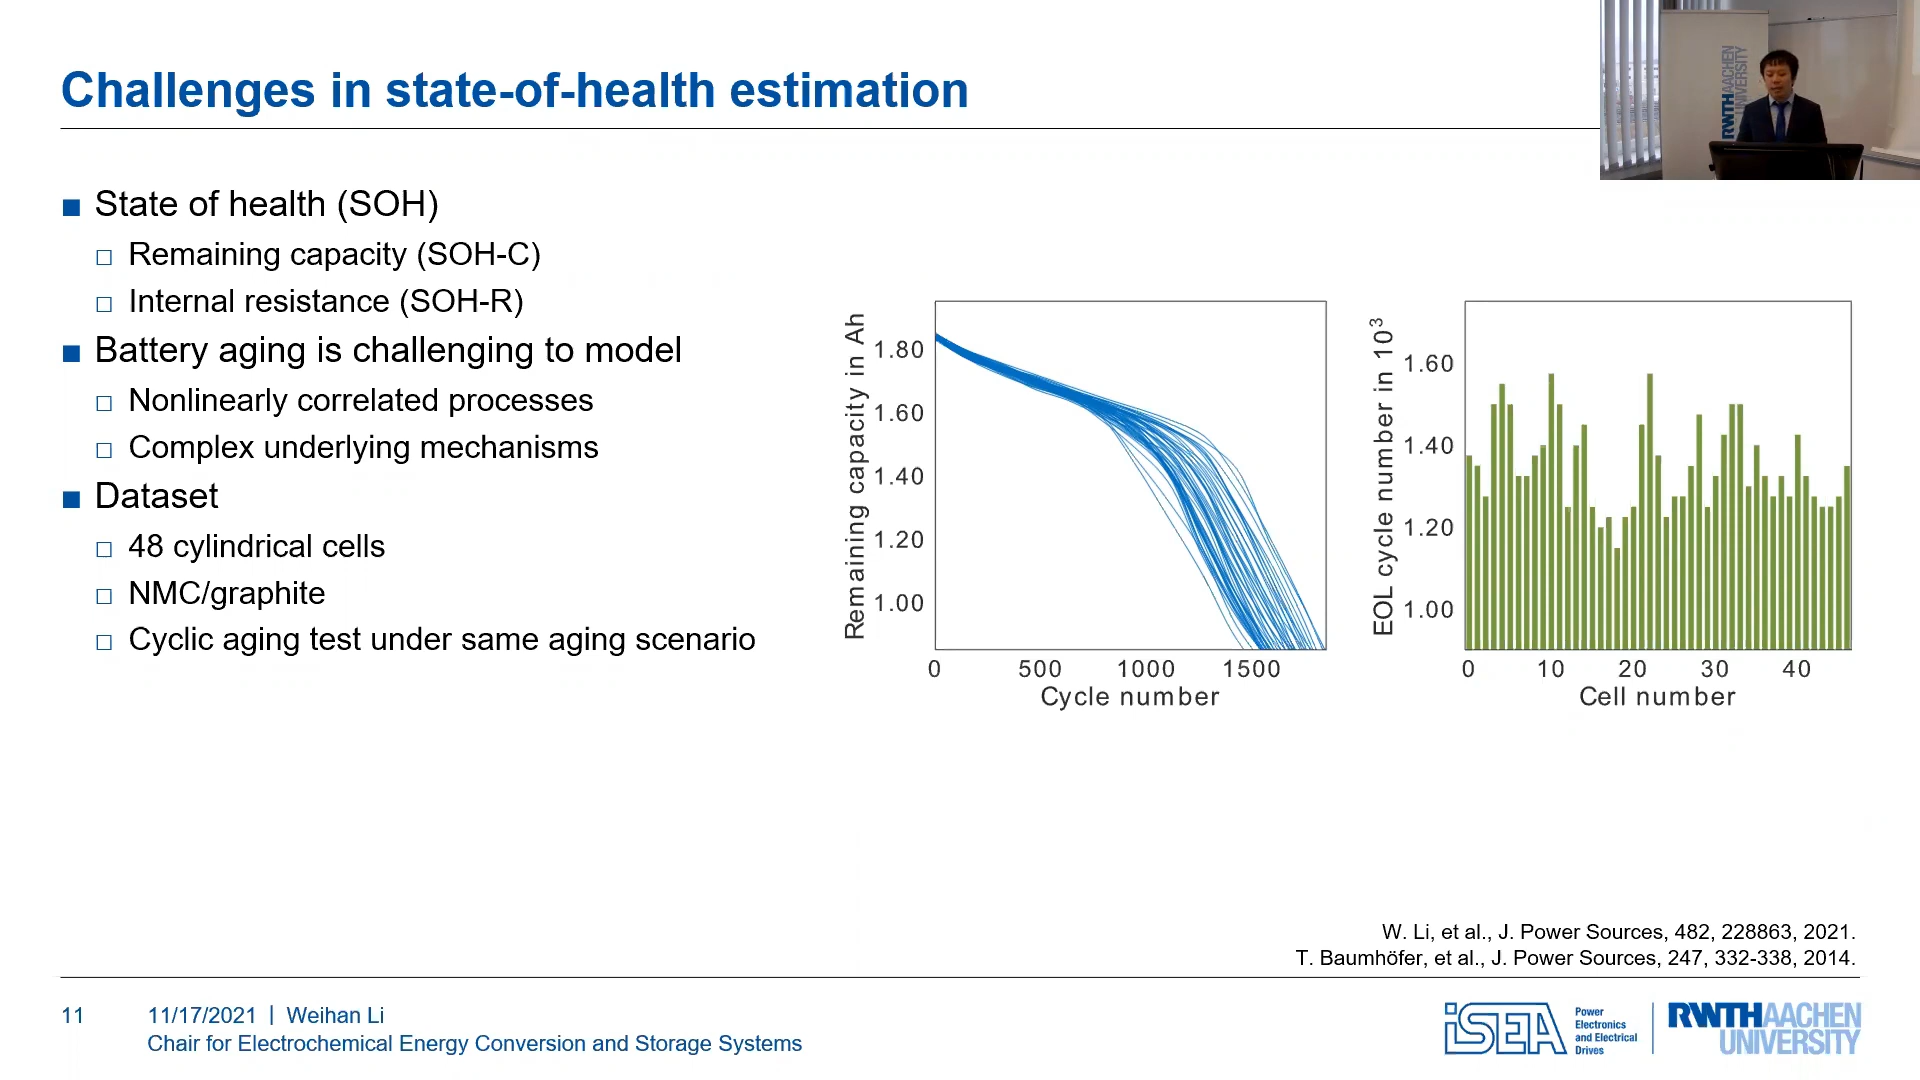 Challenges in state-of-health estimation
RWTHAACHEN
UNIVERSITY
State of health (SOH)
Remaining capacity (SOH-C)
Internal resistance (SOH-R)
Battery aging is challenging to model
Nonlinearly correlated processes
Complex underlying mechanisms
Dataset
48 cylindrical cells
NMC/graphite
Cyclic aging test under same aging scenario
Remaining capacity in Ah
1.80
1.60
1.40
1.20
1.00
0 500 1000 1500
Cycle number
EOL cycle number in 10³
1.60
1.40
1.20
1.00
0 10 20 30 40
Cell number
W. Li, et al., J. Power Sources, 482, 228863, 2021.
T. Baumhöfer, et al., J. Power Sources, 247, 332-338, 2014.
11
11/17/2021 | Weihan Li
Chair for Electrochemical Energy Conversion and Storage Systems
iSEA
Power
Electronics
and Electrical
Drives
RWTHAACHEN
UNIVERSITY